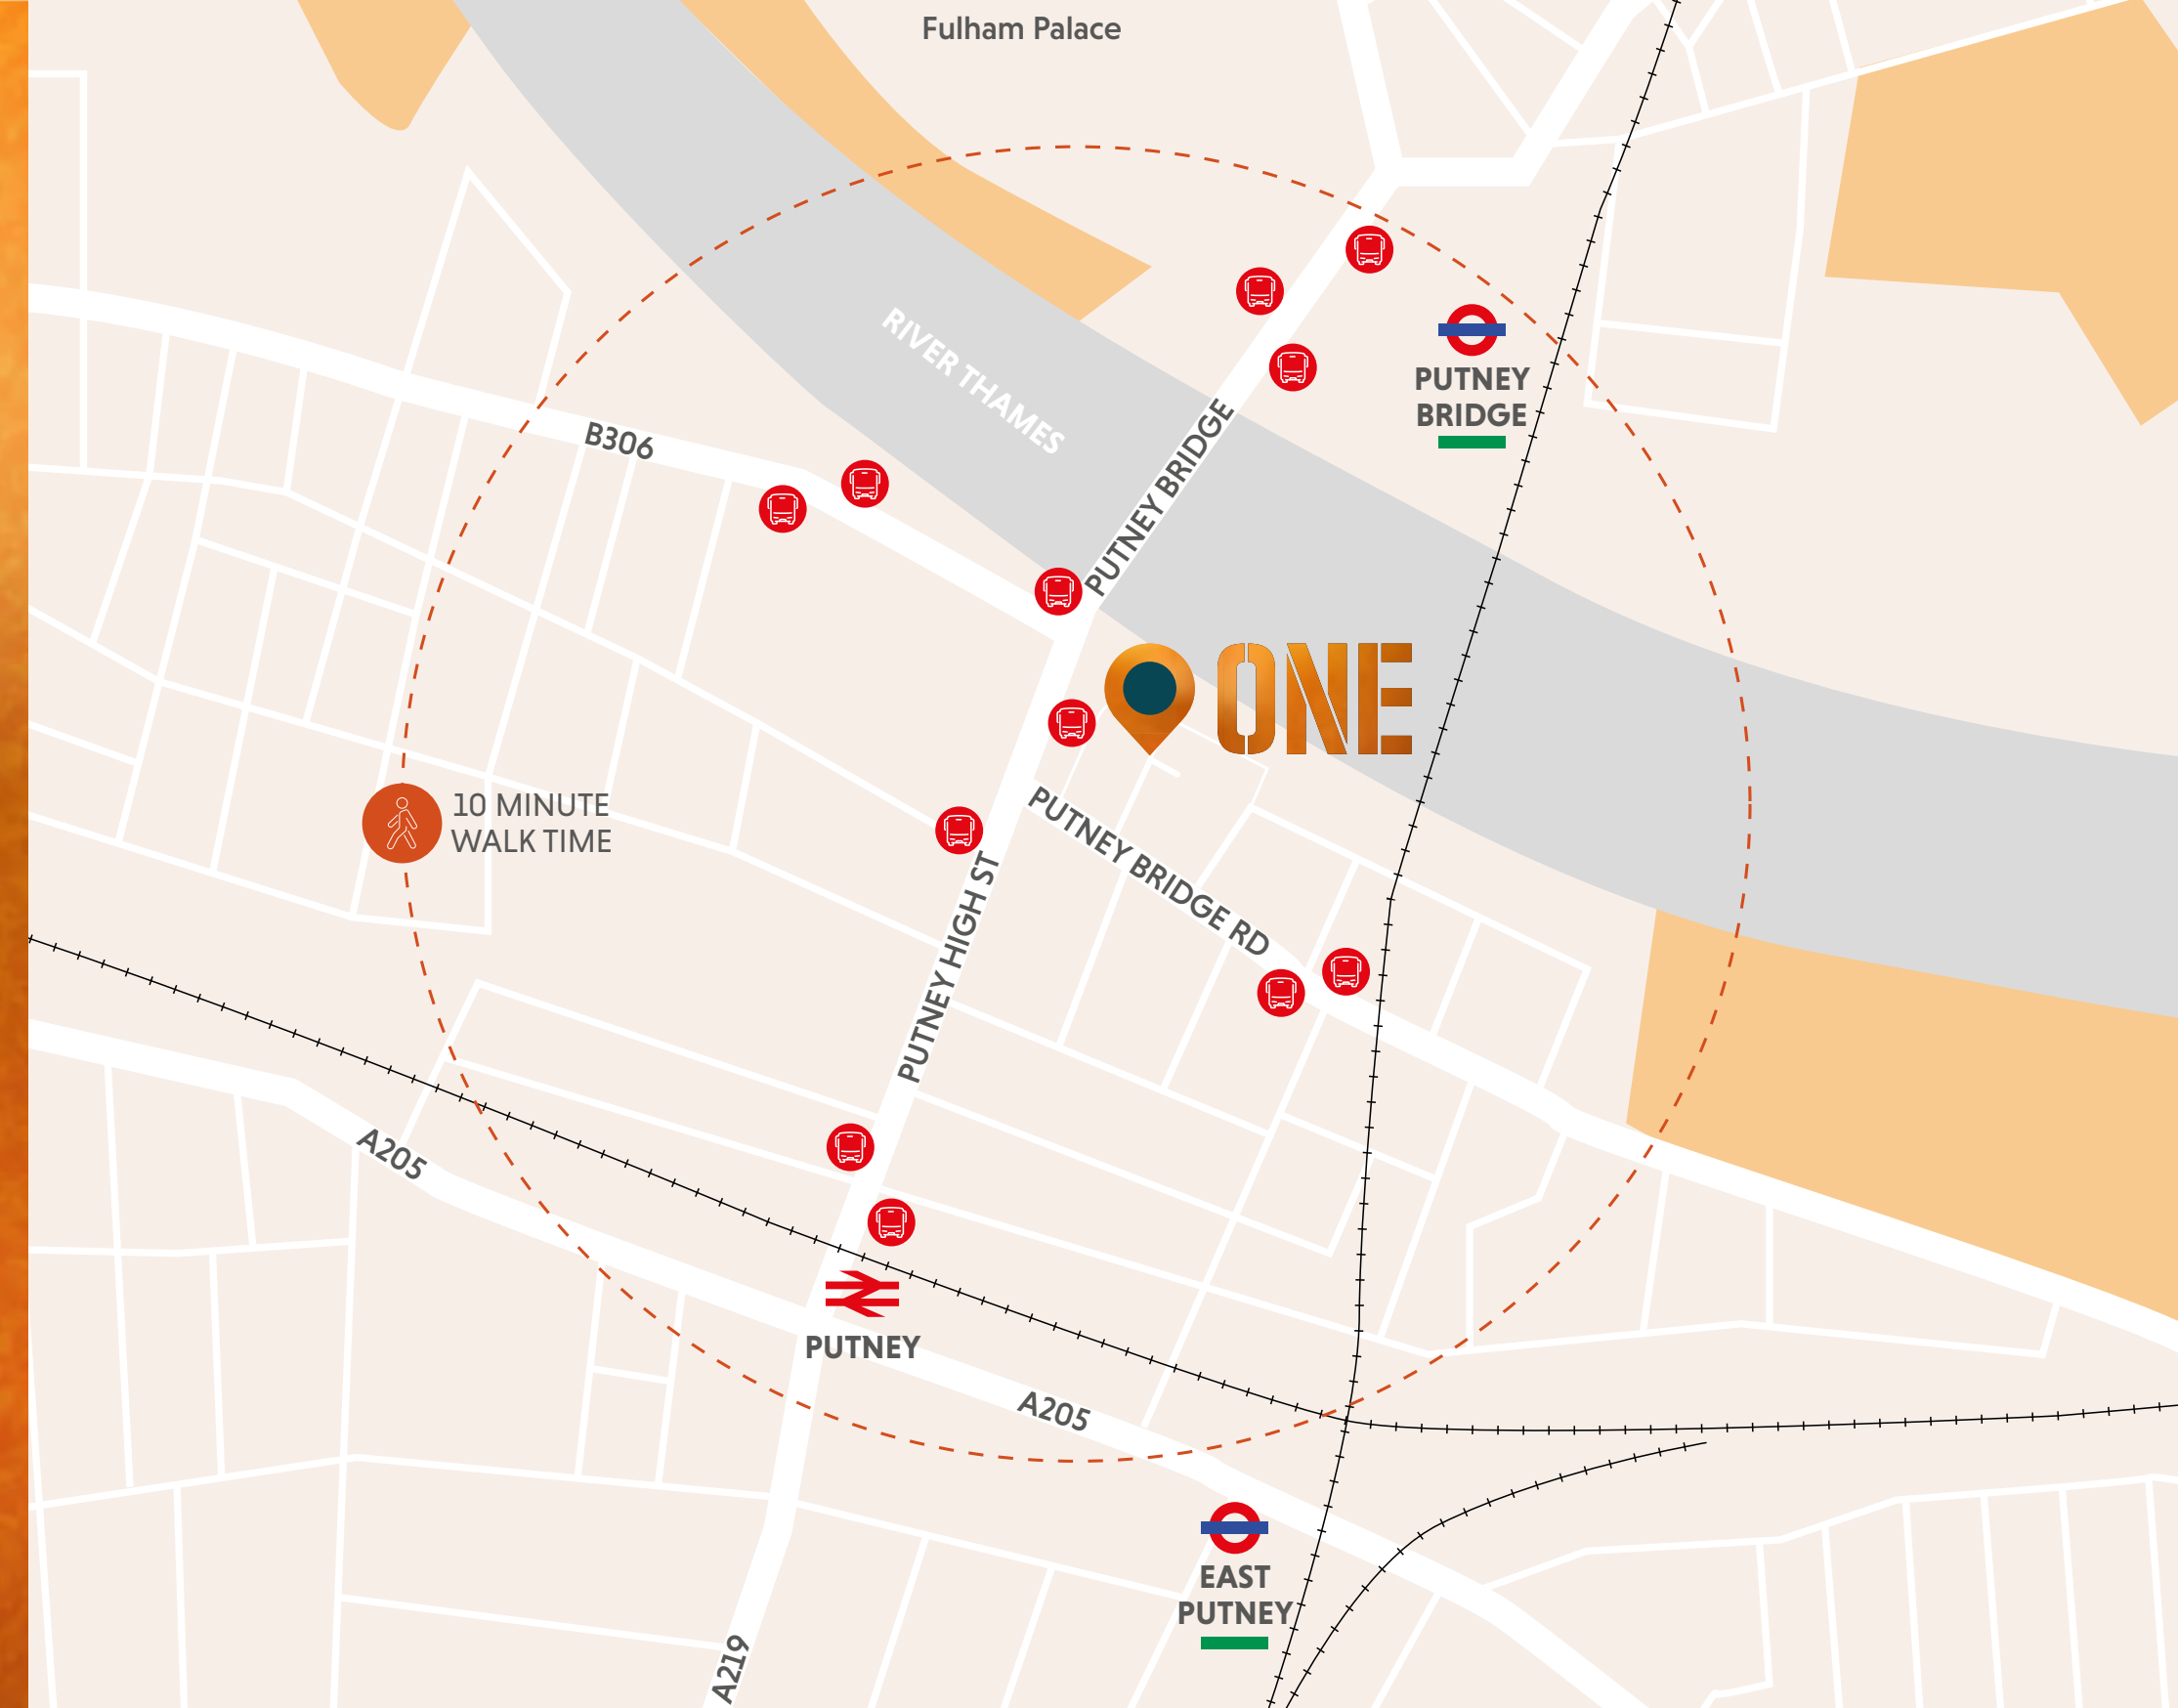 Fulham Palace
RIVER THAMES
PUTNEY
BRIDGE
B306
PUTNEY BRIDGE
ONE
10 MINUTE
WALK TIME
PUTNEY BRIDGE RD
PUTNEY HIGH ST
A205
PUTNEY
A205
EAST
PUTNEY
A219